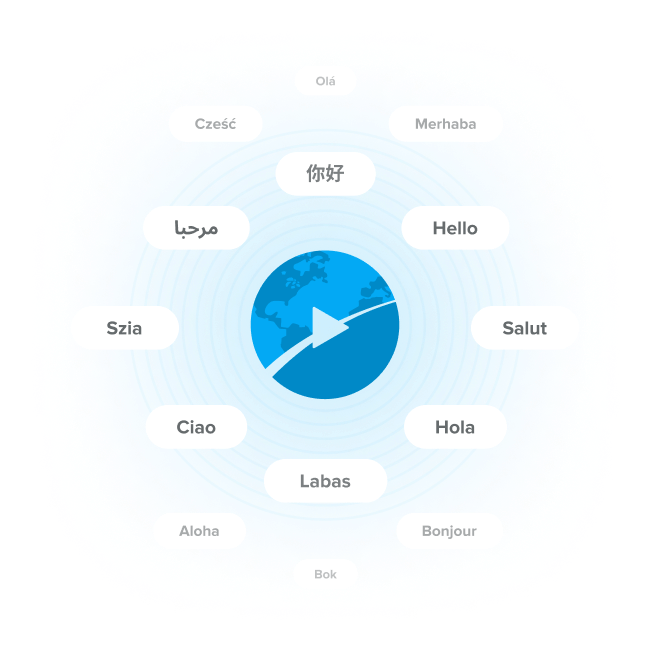 Olá
Cześć
Merhaba
你好
مرحبا
Hello
Szia
Salut
Ciao
Hola
Labas
Aloha
Bonjour
Bok